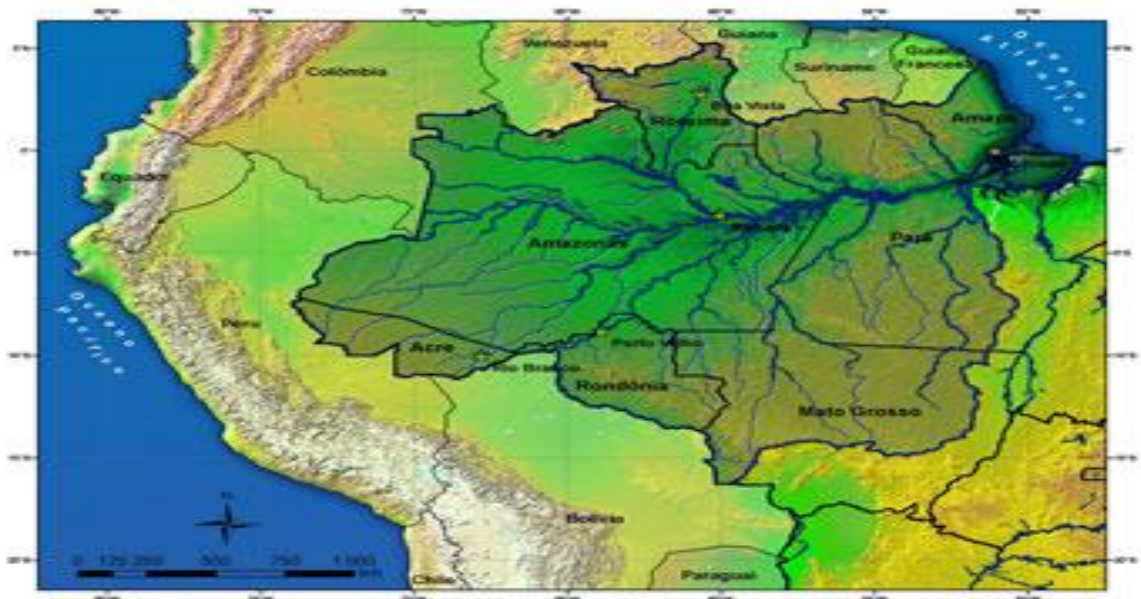 Venezuela
Guiana
Suriname
Guiana
Francesa
Oceano
Atlântico
Colômbia
Boa Vista
Roraima
Amapá
Equador
Manaus
Amazonas
Pará
Oceano
Pacífico
Peru
Acre
Rio Branco
Porto Velho
Rondônia
Mato Grosso
N
Bolívia
0 125 250 500 750 1.000
Km
Chile
Paraguai